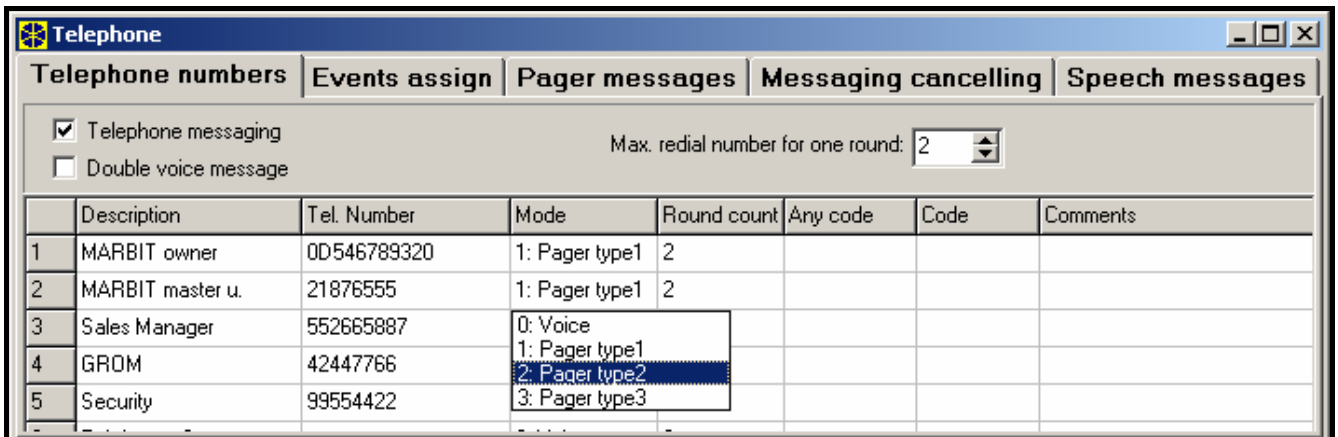 Telephone
Telephone numbers Events assign Pager messages Messaging cancelling Speech messages
Telephone messaging
Max. redial number for one round: 2
Double voice message
Description Tel. Number Mode Round count Any code Code Comments
1 MARBIT owner 0D546789320 1: Pager type1 2
2 MARBIT master u. 21876555 1: Pager type1 2
3 Sales Manager 552665887 0: Voice
1: Pager type1
4 GROM 42447766 2: Pager type2
5 Security 99554422 3: Pager type3